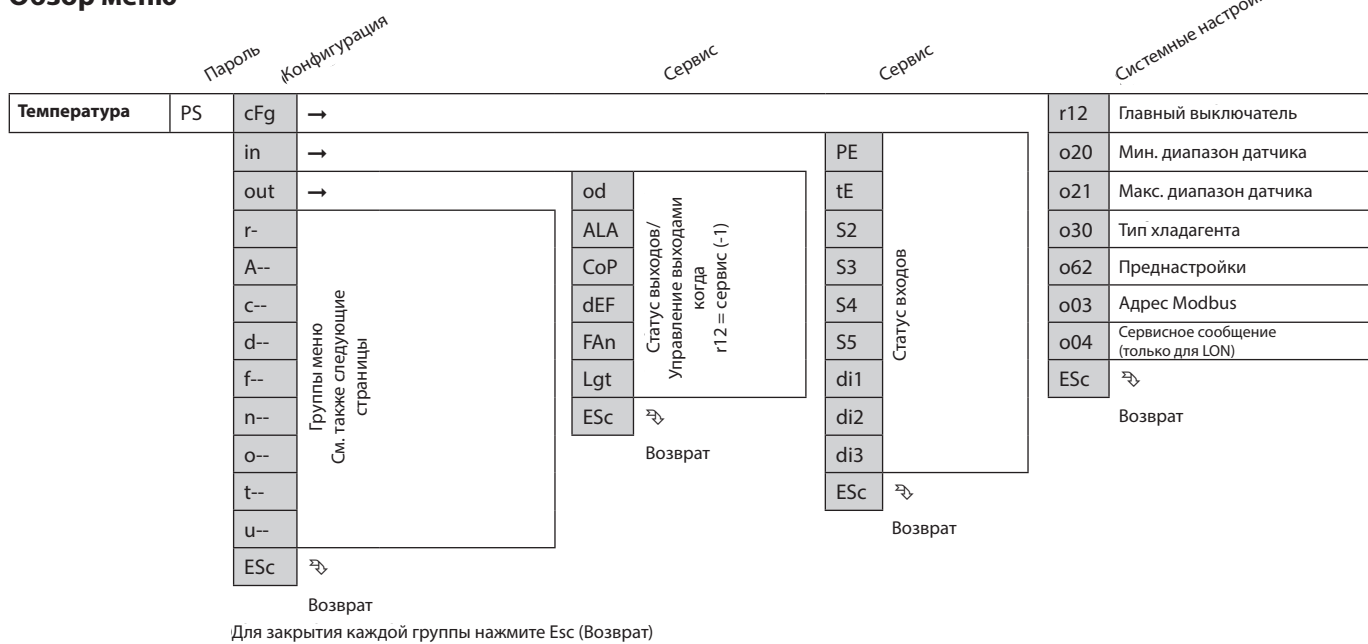 Обзор меню
Пароль
Конфигурация
Сервис
Сервис
Системные
Температура PS cFg → r12 Главный выключатель
in → PE o20 Мин. диапазон датчика
out → od tE o21 Макс. диапазон датчика
r- ALA S2 o30 Тип хладагента
A-- CoP S3 o62 Преднастройки
c-- dEF S4 o03 Адрес Modbus
d-- FAn S5 o04 Сервисное сообщение
(только для LON)
f-- Lgt di1 ESc
n-- ESc di2 Возврат
o-- Возврат di3
t-- ESc
u-- Возврат
ESc
Возврат
Группы меню
См. также следующие
страницы
Статус выходов/
Управление выходами
когда
r12 = сервис (-1)
Статус входов
Для закрытия каждой группы нажмите Esc (Возврат)